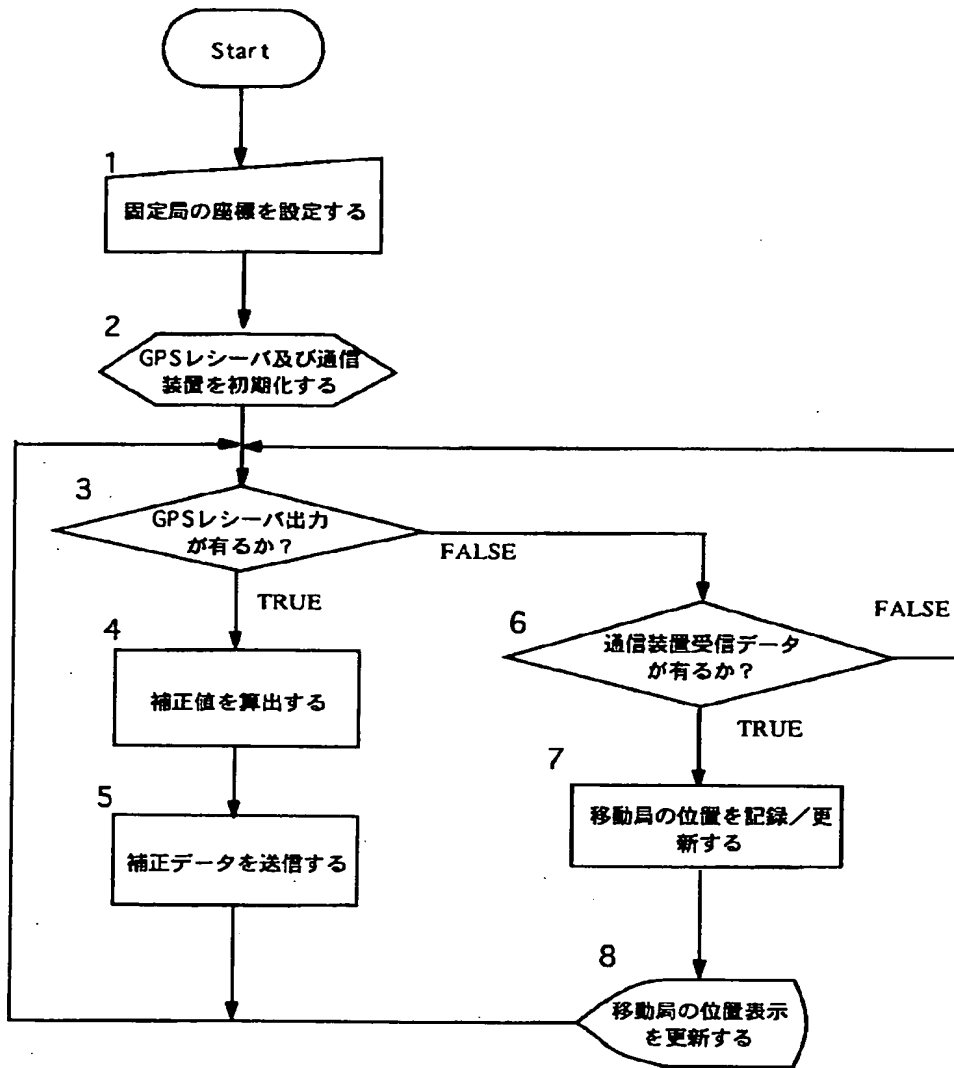 Start
1
固定局の座標を設定する
2
GPSレシーバ及び通信
装置を初期化する
3
GPSレシーバ出力
が有るか？
FALSE
TRUE
4
補正値を算出する
5
補正データを送信する
6
通信装置受信データ
が有るか？
FALSE
TRUE
7
移動局の位置を記録／更
新する
8
移動局の位置表示
を更新する